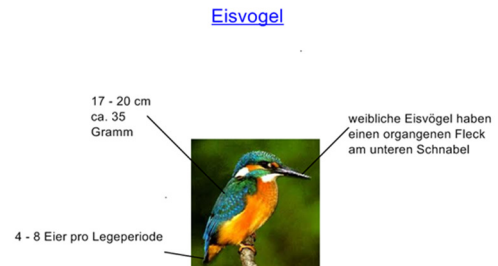 Eisvogel
17 - 20 cm
ca. 35
Gramm
weibliche Eisvögel haben
einen organgenen Fleck
am unteren Schnabel
4 - 8 Eier pro Legeperiode